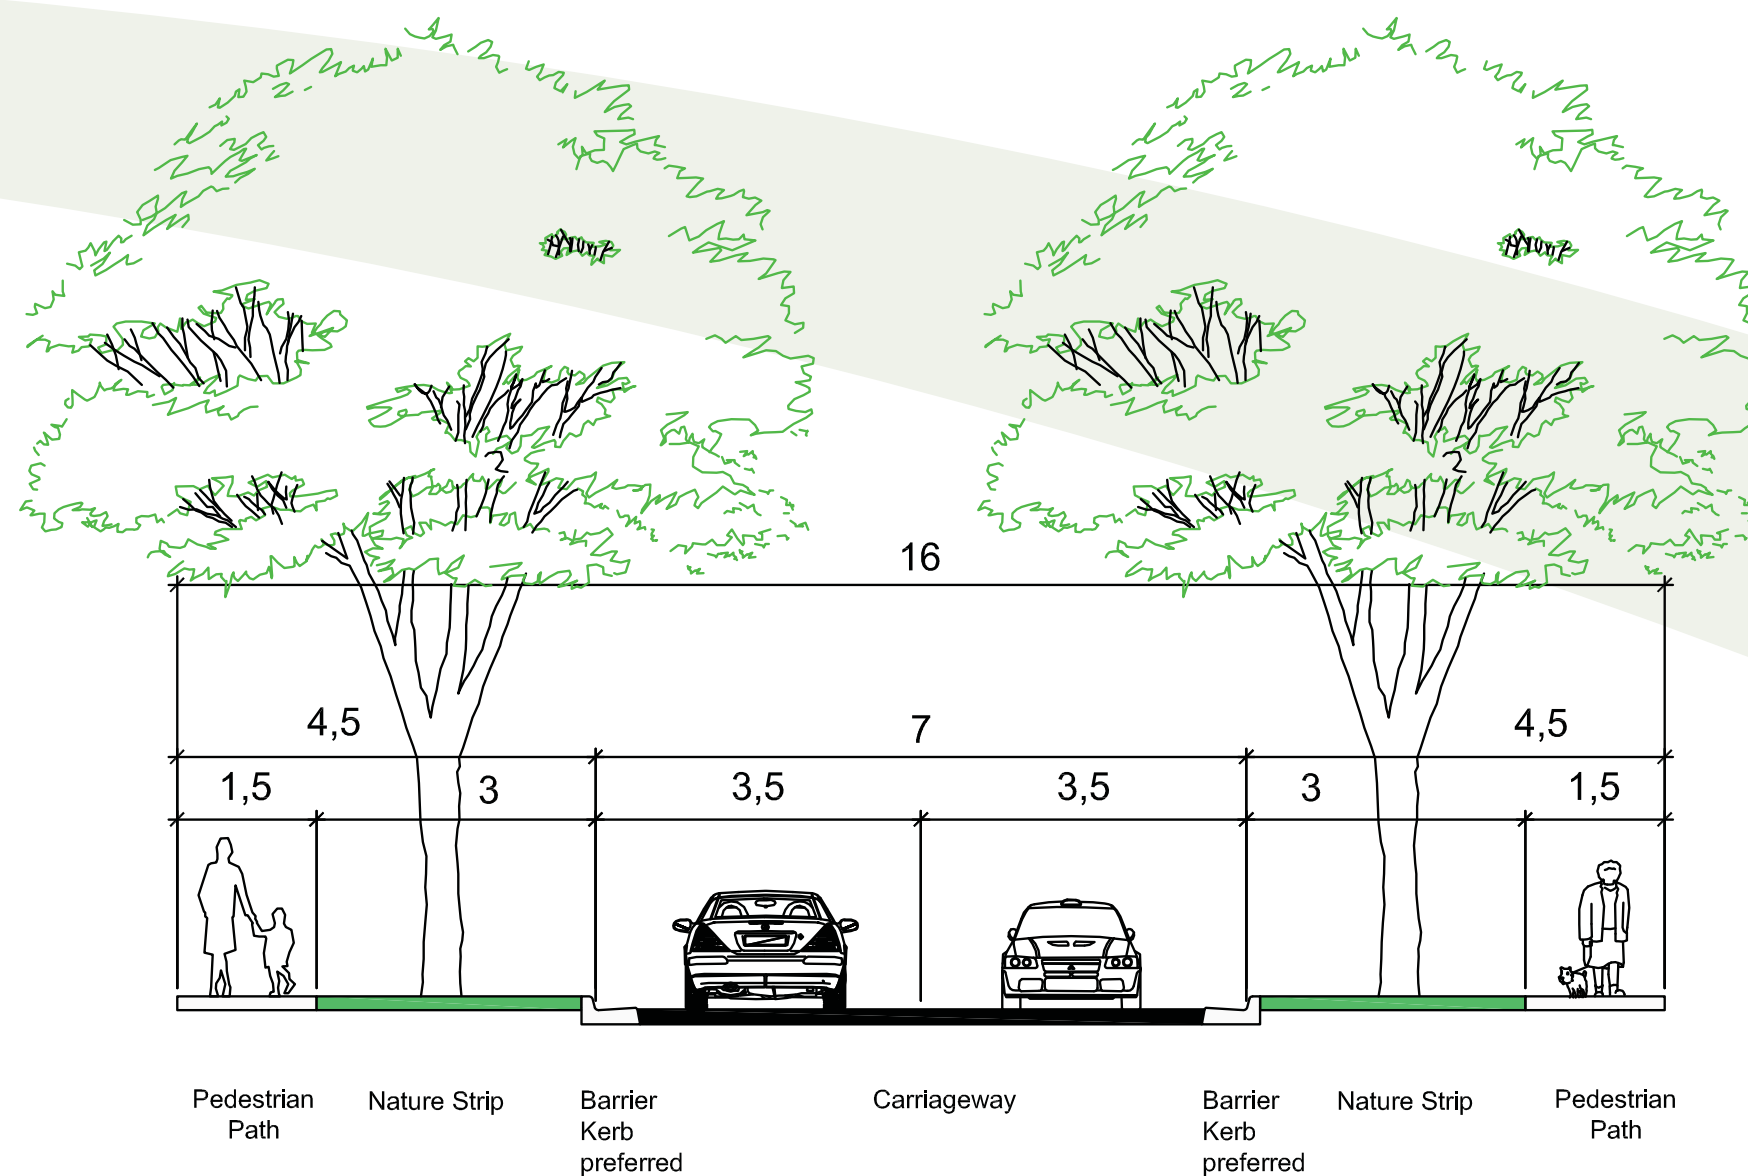 16
4,5
7
4,5
1,5
3
3,5
3,5
3
1,5
Pedestrian
Path
Nature Strip
Barrier
Kerb
preferred
Carriageway
Barrier
Kerb
preferred
Nature Strip
Pedestrian
Path